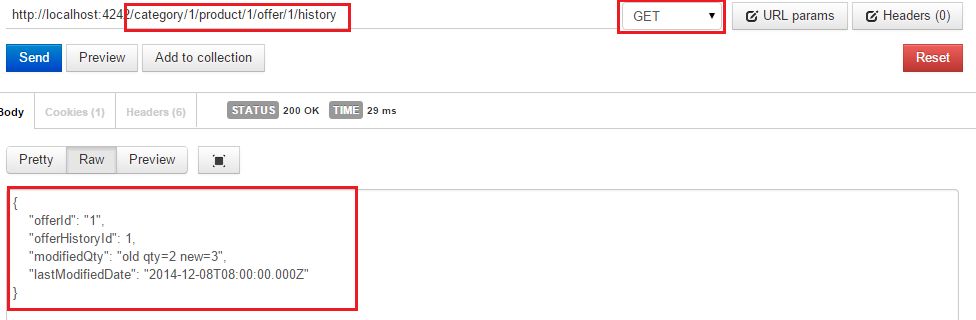 http://localhost:4242/category/1/product/1/offer/1/history GET URL params Headers (0)
Send Preview Add to collection Reset
Body Cookies (1) Headers (6) STATUS 200 OK TIME 29 ms
Pretty Raw Preview
{
"offerId": "1",
"offerHistoryId": 1,
"modifiedQty": "old qty=2 new=3",
"lastModifiedDate": "2014-12-08T08:00:00.000Z"
}